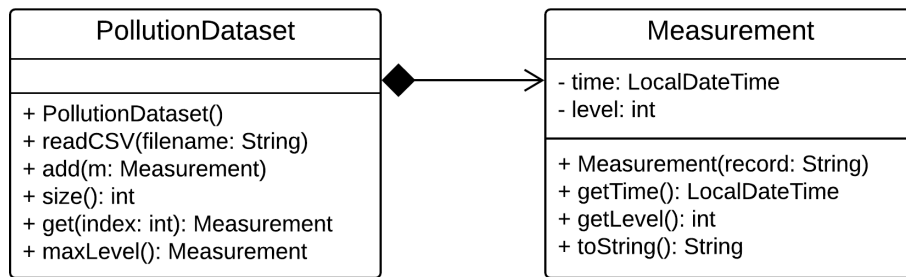 PollutionDataset
+ PollutionDataset()
+ readCSV(filename: String)
+ add(m: Measurement)
+ size(): int
+ get(index: int): Measurement
+ maxLevel(): Measurement
Measurement
- time: LocalDateTime
- level: int
+ Measurement(record: String)
+ getTime(): LocalDateTime
+ getLevel(): int
+ toString(): String